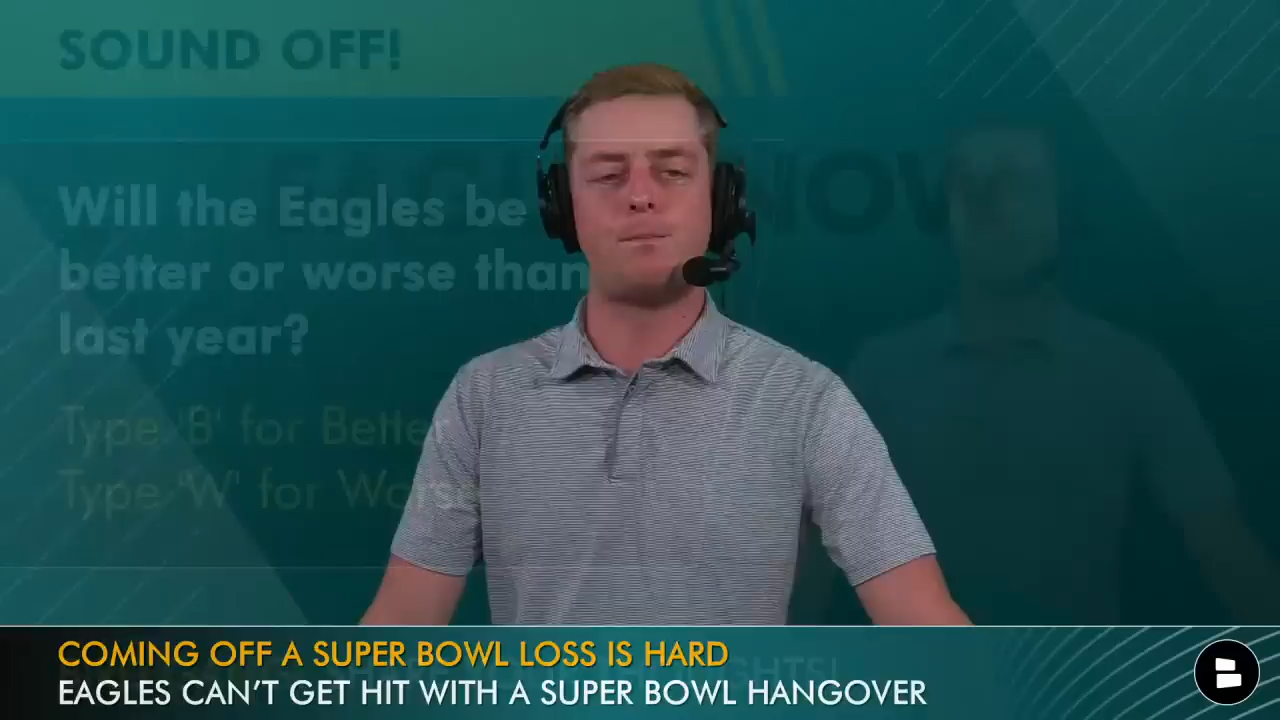 SOUND OFF!
Will the Eagles be
better or worse than
last year?
Type 'B' for Better
Type 'W' for Worse
COMING OFF A SUPER BOWL LOSS IS HARD
EAGLES CAN'T GET HIT WITH A SUPER BOWL HANGOVER